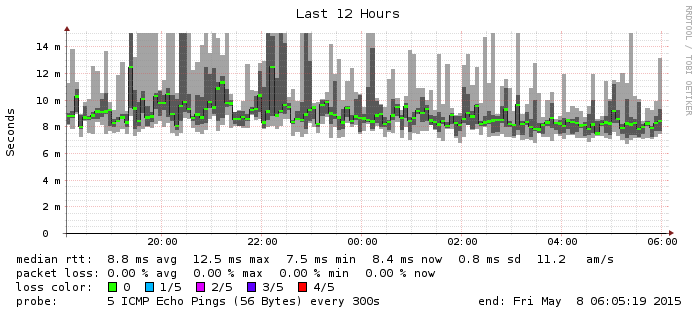 Last 12 Hours
RRDTOOL / TOBI OETIKER
Seconds
14 m
12 m
10 m
8 m
6 m
4 m
2 m
0
20:00 22:00 00:00 02:00 04:00 06:00
median rtt: 8.8 ms avg 12.5 ms max 7.5 ms min 8.4 ms now 0.8 ms sd 11.2 am/s
packet loss: 0.00 % avg 0.00 % max 0.00 % min 0.00 % now
loss color: 0 1/5 2/5 3/5 4/5
probe: 5 ICMP Echo Pings (56 Bytes) every 300s end: Fri May 8 06:05:19 2015